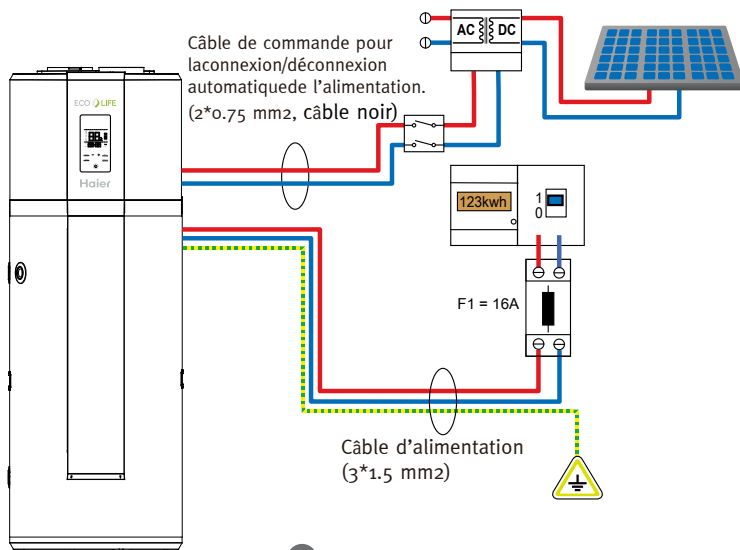 Câble de commande pour
laconnexion/déconnexion
automatiquede l'alimentation.
(2*0.75 mm2, câble noir)
AC DC
ECO LIFE
Haier
123kwh
1
0
F1 = 16A
Câble d'alimentation
(3*1.5 mm2)